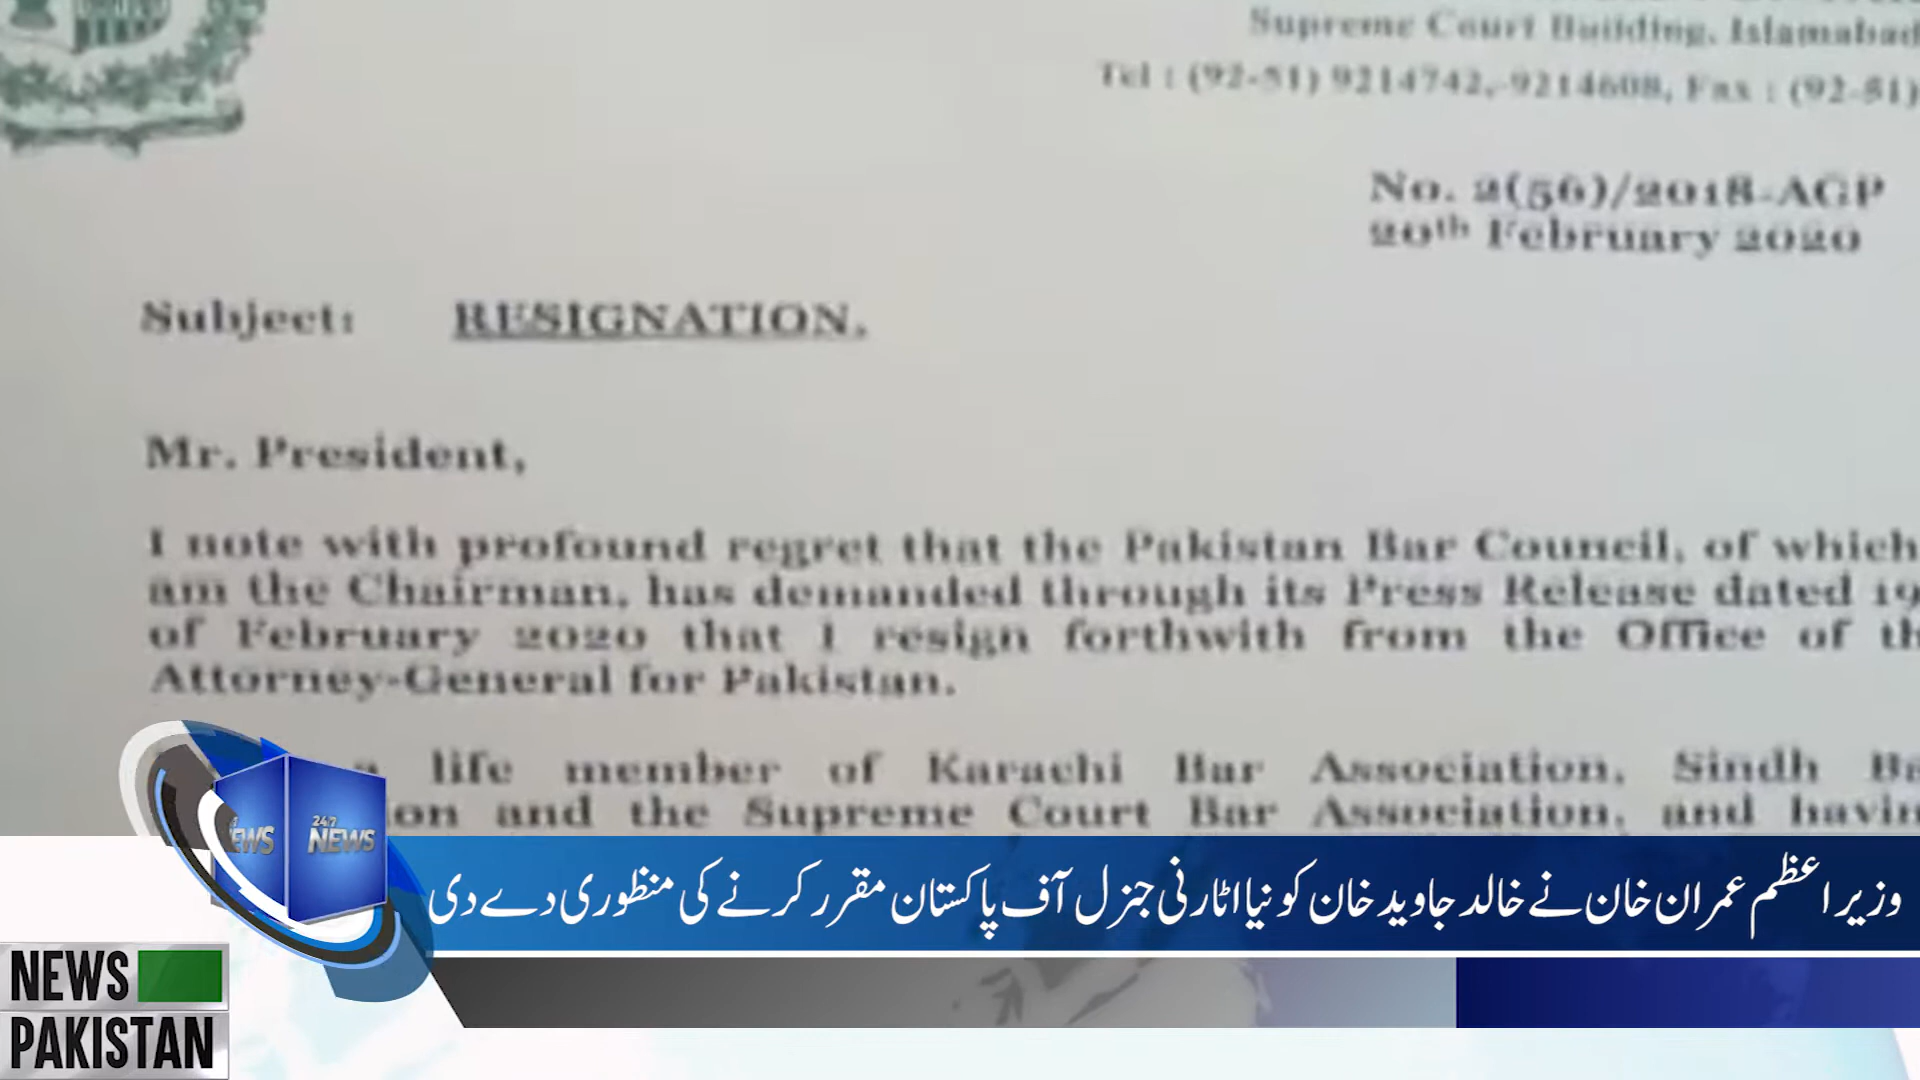 Supreme Court Building, Islamabad
Tel : (92-51) 9214742, 9214608, Fax : (92-51)
No. 2(56)/2018-AGP
20th February 2020
Subject: RESIGNATION.
Mr. President,
I note with profound regret that the Pakistan Bar Council, of which
am the Chairman, has demanded through its Press Release dated 19
of February 2020 that I resign forthwith from the Office of th
Attorney-General for Pakistan.
a life member of Karachi Bar Association, Sindh Ba
ion and the Supreme Court Bar Association, and havin
24/7
NEWS
NEWS
وزیر اعظم عمران خان نے خالد جاوید خان کو نیا اٹارنی جنرل آف پاکستان مقرر کرنے کی منظوری دے دی
NEWS
PAKISTAN